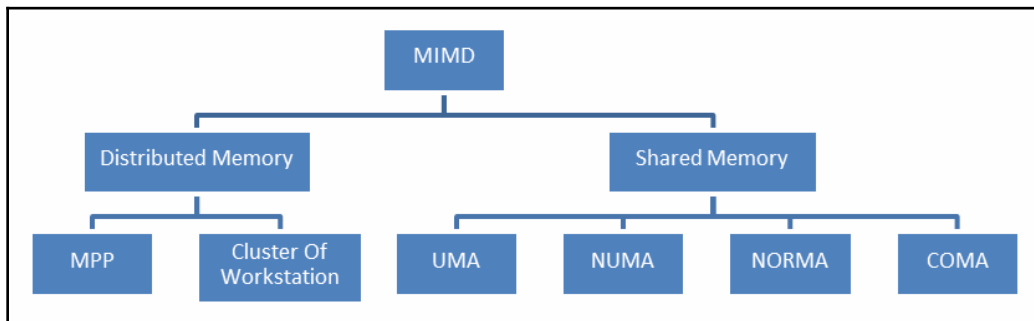 MIMD
Distributed Memory
Shared Memory
MPP
Cluster Of
Workstation
UMA
NUMA
NORMA
COMA